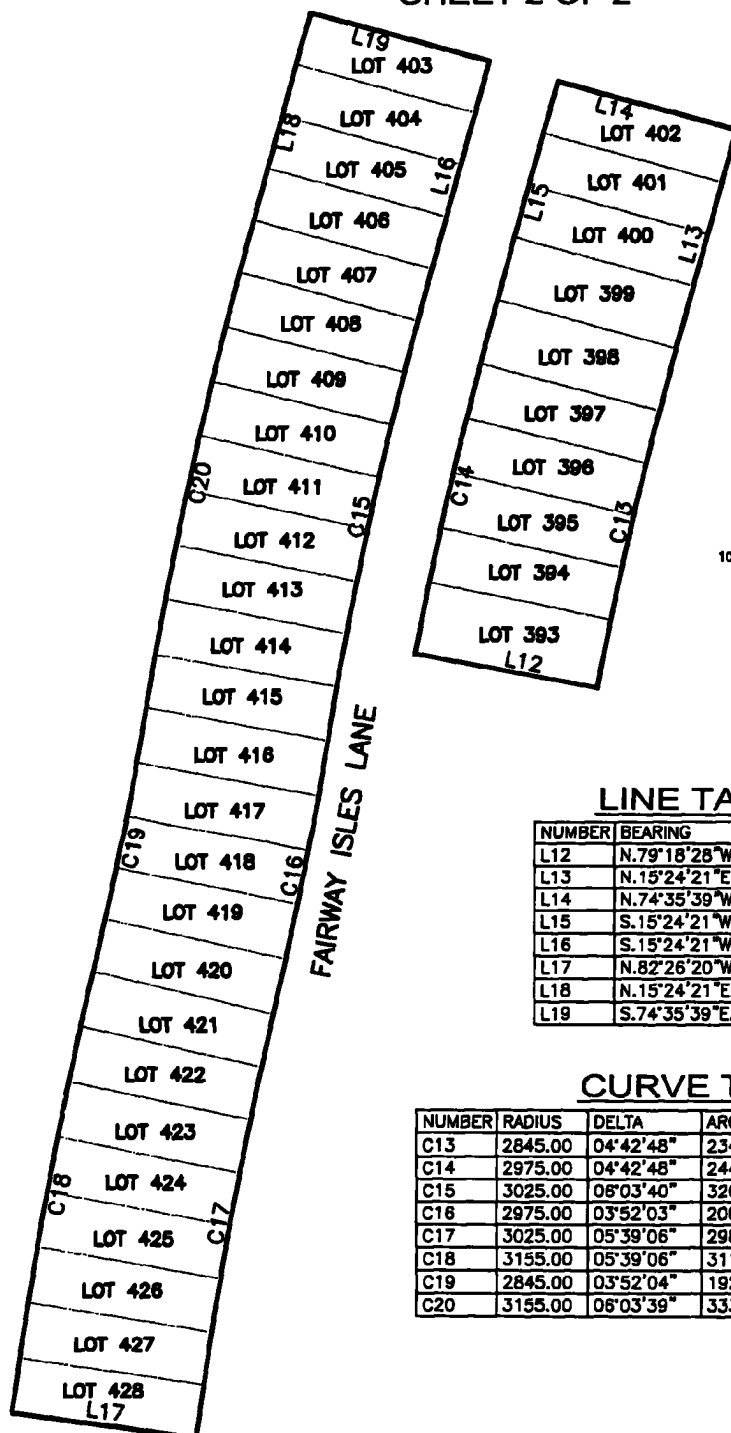 SHEET 2 OF 2
L19
LOT 403
LOT 404
L18
LOT 405
L16
LOT 406
LOT 407
LOT 408
LOT 409
LOT 410
C20
LOT 411
C15
LOT 412
LOT 413
LOT 414
LOT 415
LOT 416
LOT 417
C19
LOT 418
C16
LOT 419
LOT 420
LOT 421
LOT 422
LOT 423
LOT 424
C18
C17
LOT 425
LOT 426
LOT 427
LOT 428
L17
FAIRWAY ISLES LANE
L14
LOT 402
LOT 401
L15
LOT 400
L13
LOT 399
LOT 398
LOT 397
LOT 396
C14
LOT 395
C13
LOT 394
LOT 393
L12
10
LINE TA
NUMBER BEARING
L12 N.79°18'28"W
L13 N.15°24'21"E
L14 N.74°35'39"W
L15 S.15°24'21"W
L16 S.15°24'21"W
L17 N.82°26'20"W
L18 N.15°24'21"E
L19 S.74°35'39"E
CURVE T
NUMBER RADIUS DELTA
C13 2845.00 04°42'48" 234
C14 2975.00 04°42'48" 244
C15 3025.00 06°03'40" 320
C16 2975.00 03°52'03" 200
C17 3025.00 05°39'06" 298
C18 3155.00 05°39'06" 311
C19 2845.00 03°52'04" 192
C20 3155.00 06°03'39" 333